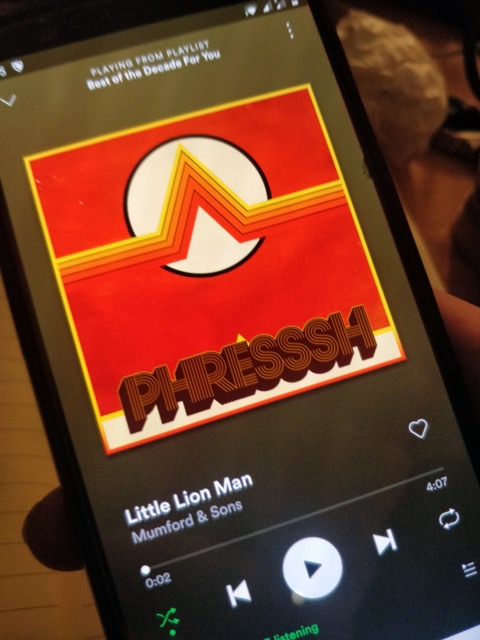 PLAYING FROM PLAYLIST
Best of the Decade For You
PHRÉSSSH
Little Lion Man
Mumford & Sons
0:02
4:07
listening